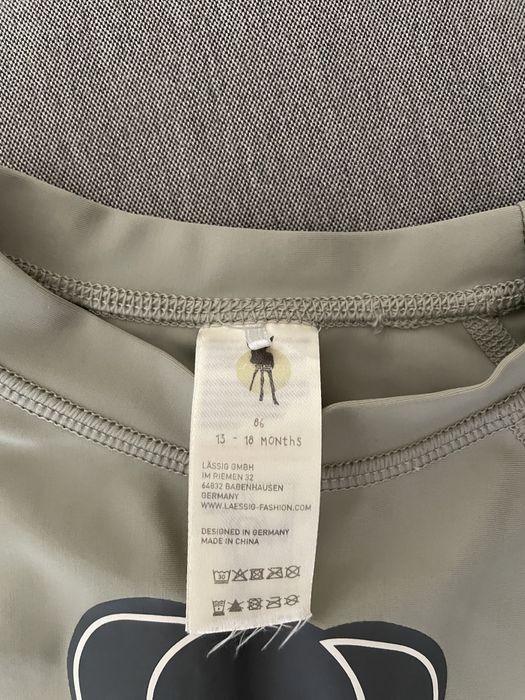 86
13 - 18 MONths
LÄSSIG GMBH
IM RIEMEN 32
64832 BABENHAUSEN
GERMANY
WWW.LAESSIG-FASHION.COM
DESIGNED IN GERMANY
MADE IN CHINA
30